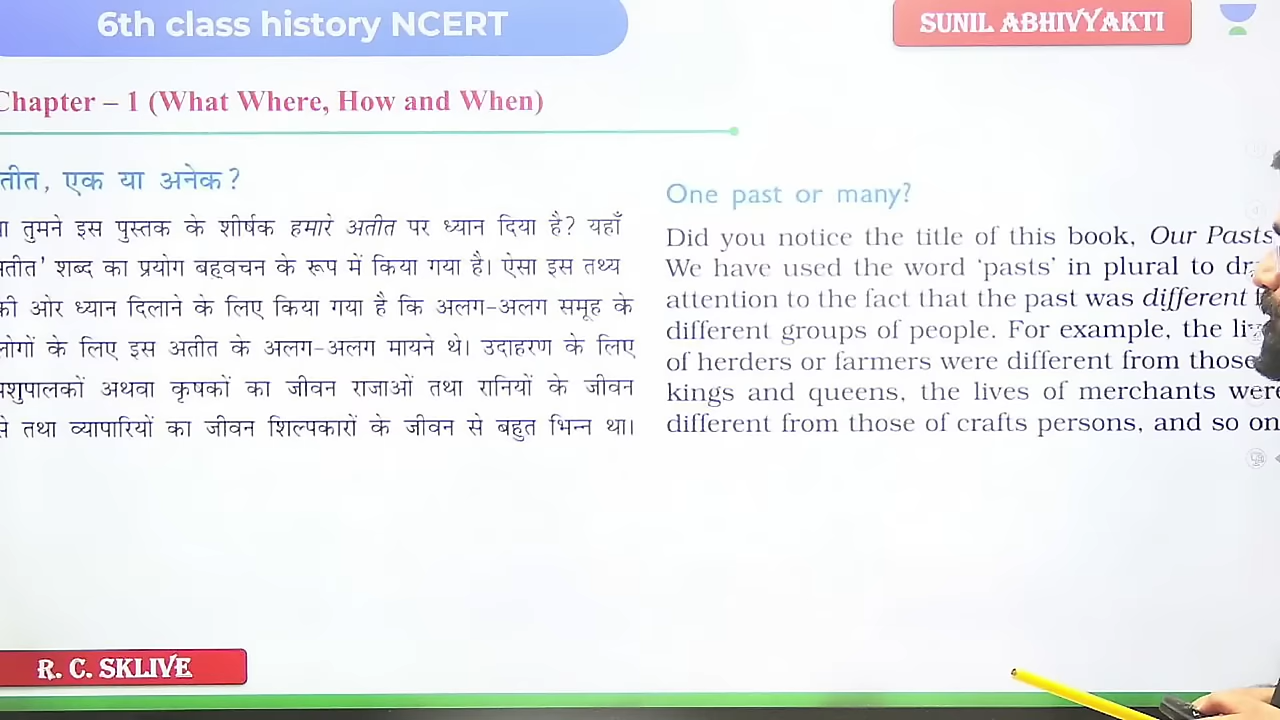 6th class history NCERT
SUNIL ABHIVYAKTI
Chapter – 1 (What Where, How and When)
एक या अनेक?
तुमने इस पुस्तक के शीर्षक हमारे अतीत पर ध्यान दिया है? यहाँ
शब्द का प्रयोग बहुवचन के रूप में किया गया है। ऐसा इस तथ्य
की ओर ध्यान दिलाने के लिए किया गया है कि अलग-अलग समूह के
लोगों के लिए इस अतीत के अलग-अलग मायने थे। उदाहरण के लिए
पशुपालकों अथवा कृषकों का जीवन राजाओं तथा रानियों के जीवन
से तथा व्यापारियों का जीवन शिल्पकारों के जीवन से बहुत भिन्न था।
One past or many?
Did you notice the title of this book, Our Pasts
We have used the word ‘pasts’ in plural to
attention to the fact that the past was different
different groups of people. For example, the
of herders or farmers were different from those
kings and queens, the lives of merchants were
different from those of crafts persons, and so on
R. C. SKLIVE